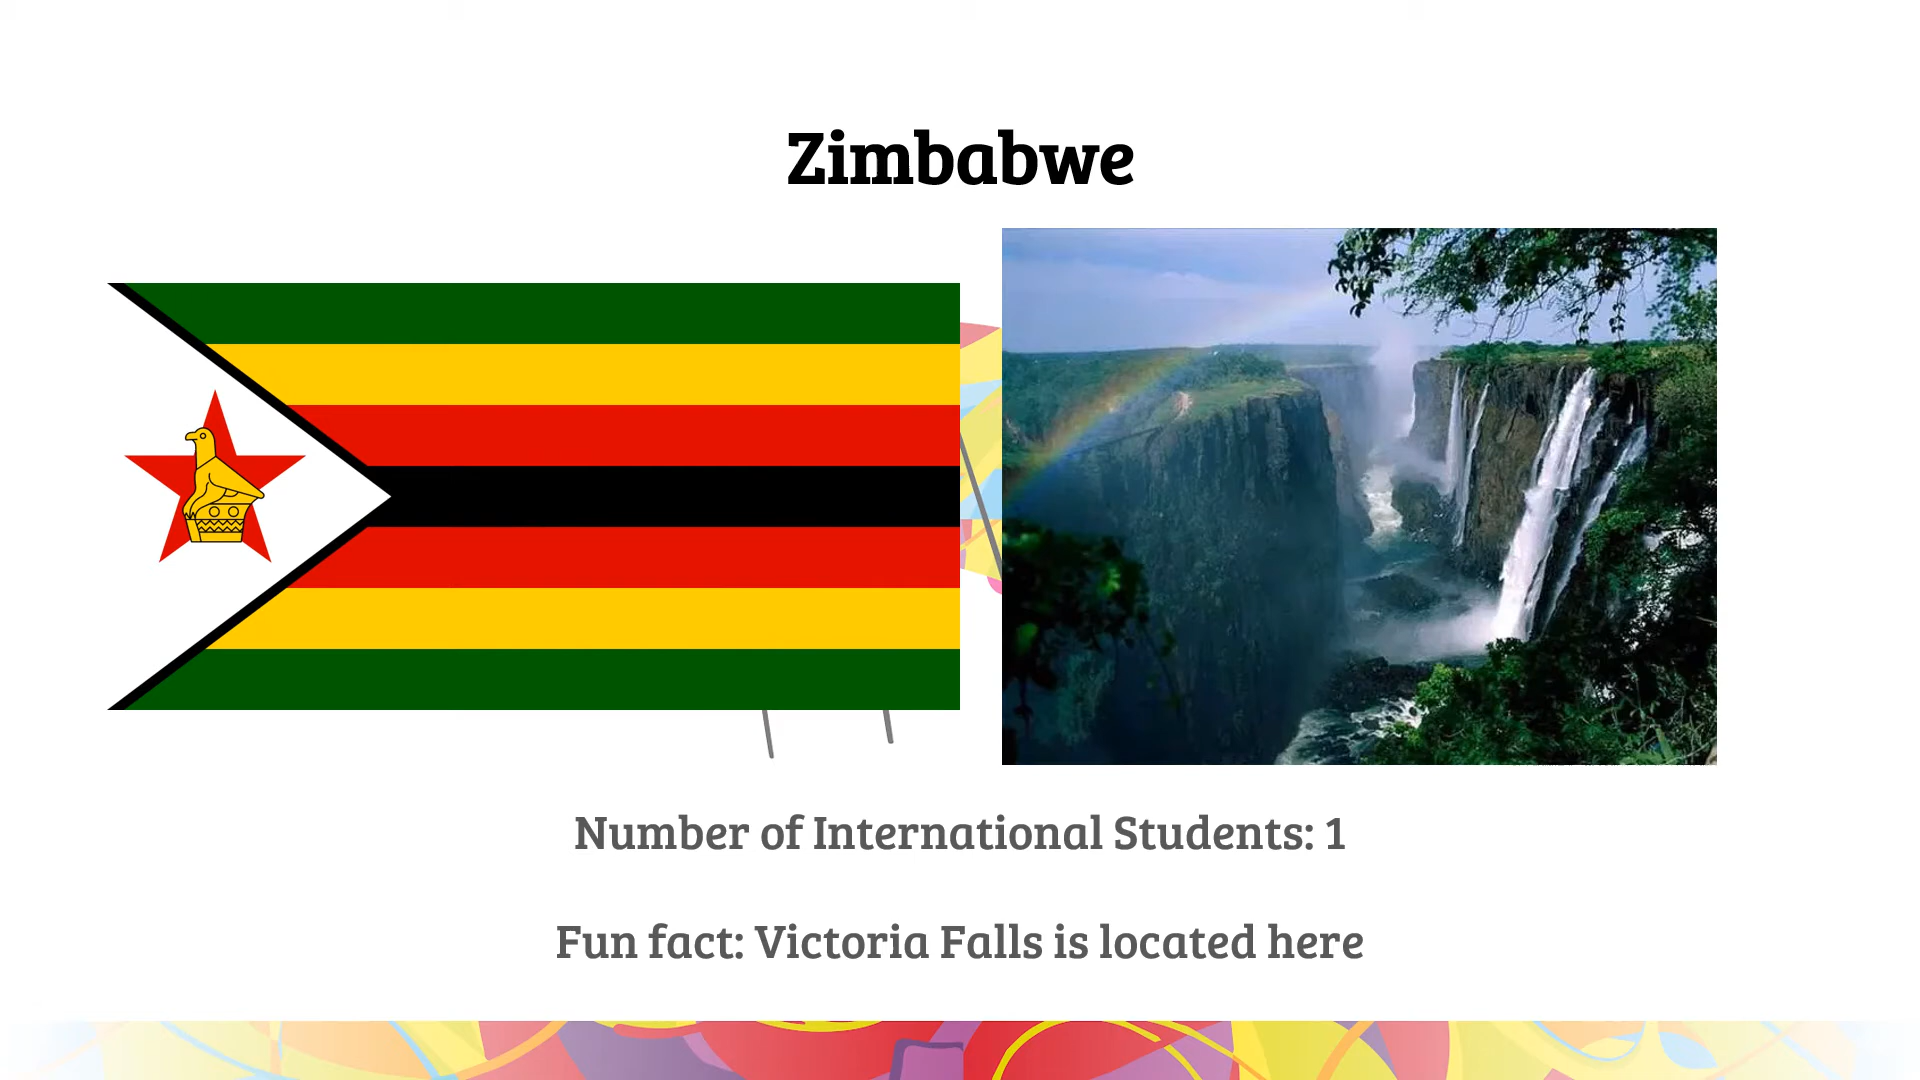 Zimbabwe
Number of International Students: 1
Fun fact: Victoria Falls is located here